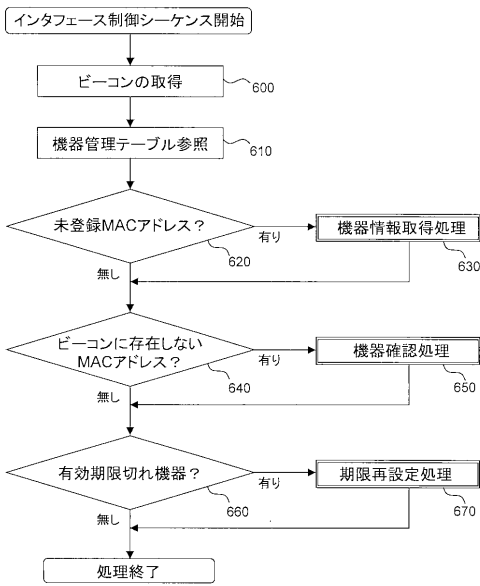 インタフェース制御シーケンス開始
ビーコンの取得
600
機器管理テーブル参照
610
未登録MACアドレス？
620
有り
機器情報取得処理
630
無し
ビーコンに存在しない
MACアドレス？
640
有り
機器確認処理
650
無し
有効期限切れ機器？
660
有り
期限再設定処理
670
無し
処理終了